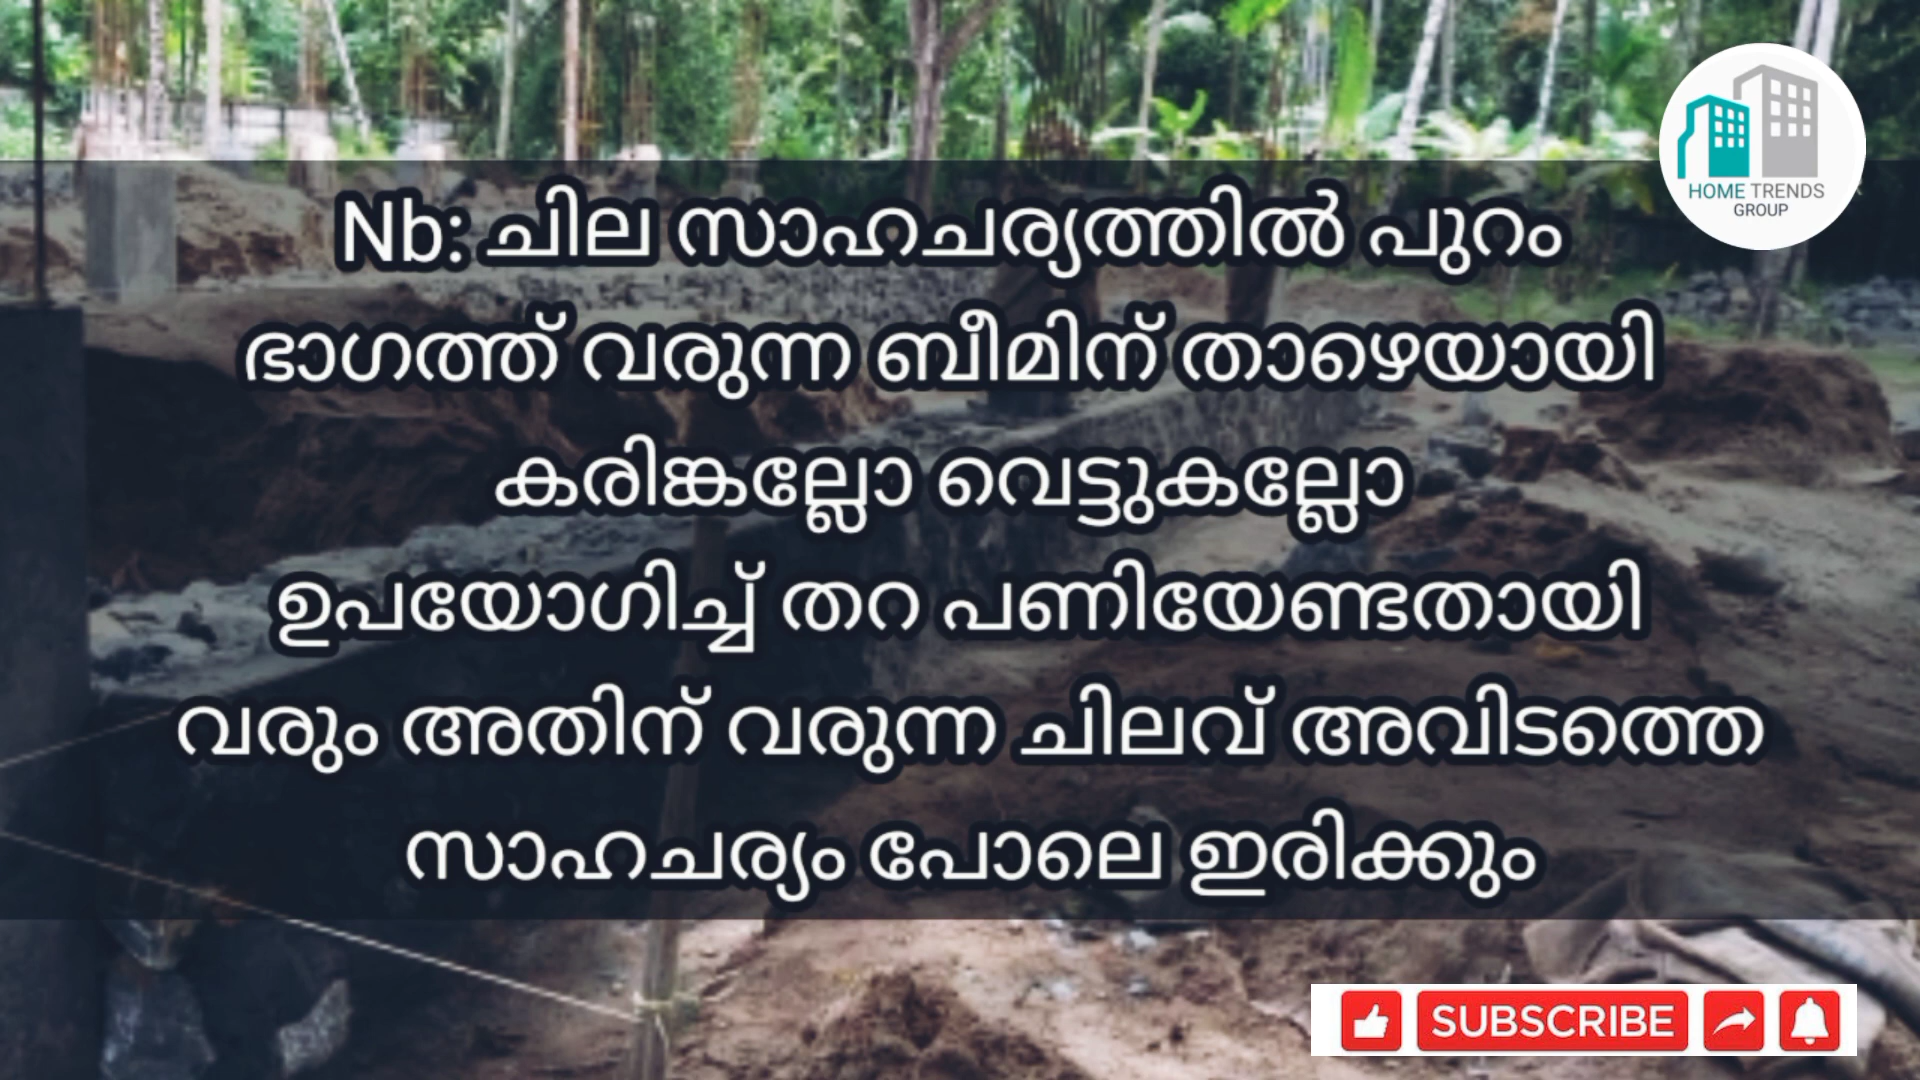 HOME TRENDS
GROUP
Nb: ചില സാഹചര്യത്തിൽ പുറം
ഭാഗത്ത് വരുന്ന ബീമിന് താഴെയായി
കരിങ്കല്ലോ വെട്ടുകല്ലോ
ഉപയോഗിച്ച് തറ പണിയേണ്ടതായി
വരും അതിന് വരുന്ന ചിലവ് അവിടത്തെ
സാഹചര്യം പോലെ ഇരിക്കും
SUBSCRIBE